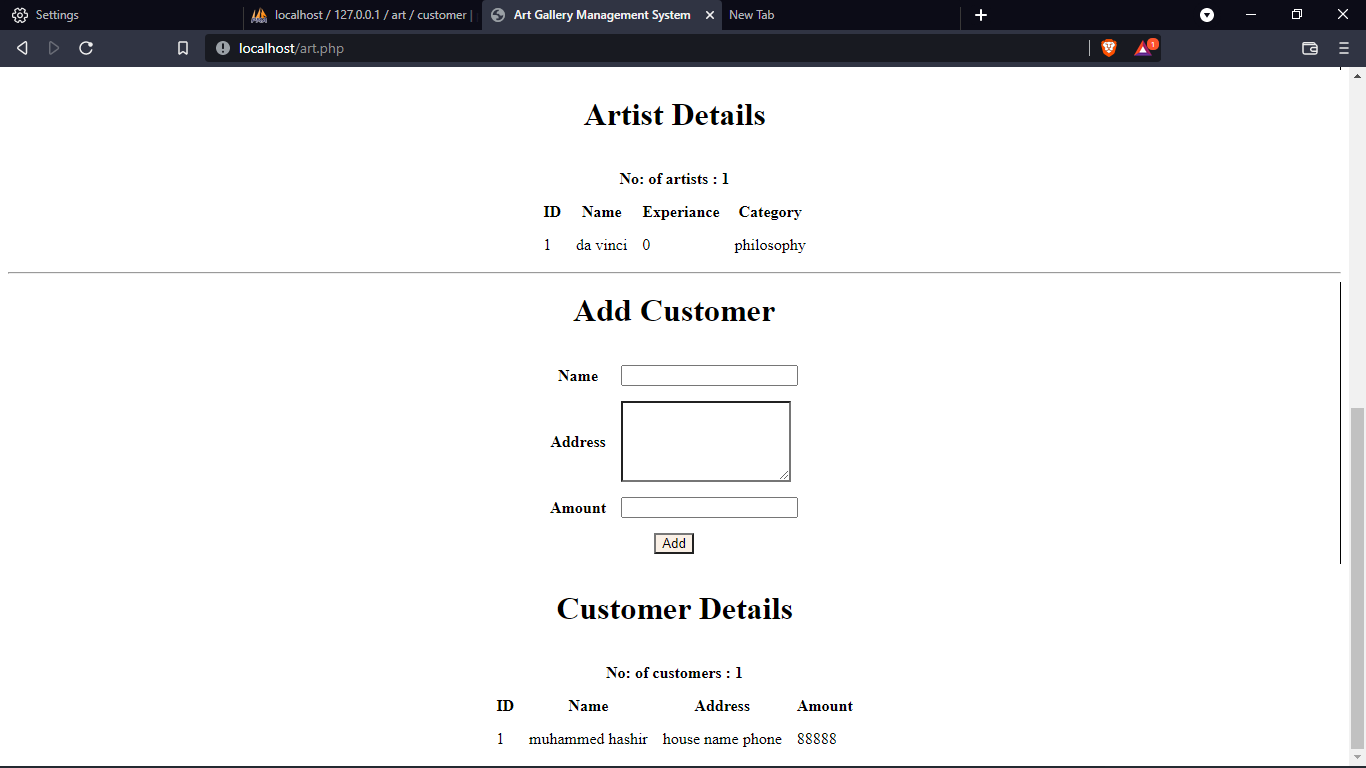 Settings
localhost / 127.0.0.1 / art / customer |
Art Gallery Management System
New Tab
localhost/art.php
1
Artist Details
No: of artists : 1
ID Name Experiance Category
1 da vinci 0 philosophy
Add Customer
Name
Address
Amount
Add
Customer Details
No: of customers : 1
ID Name Address Amount
1 muhammed hashir house name phone 88888